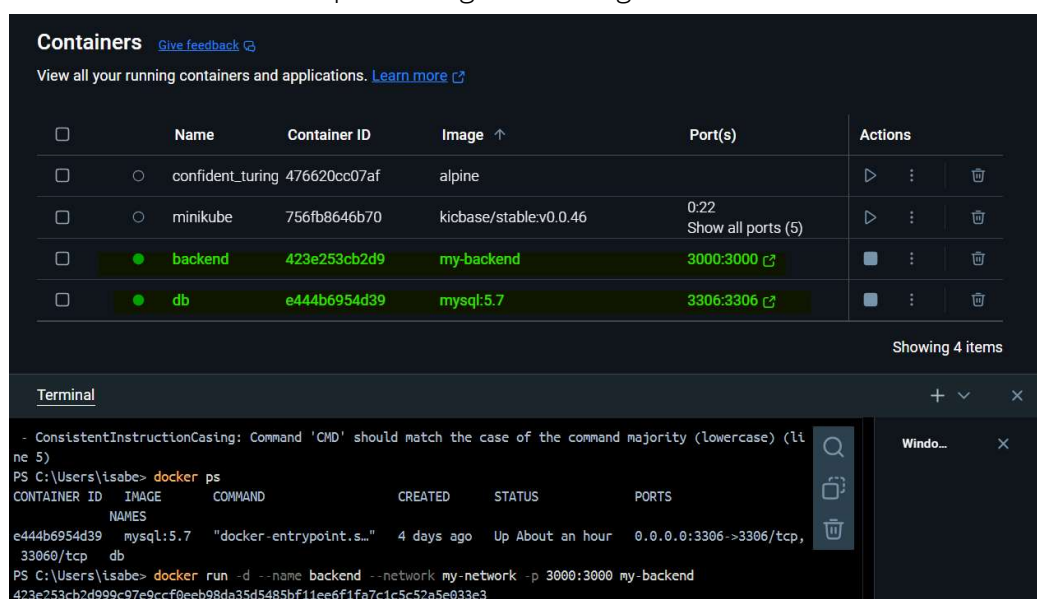 Containers Give feedback
View all your running containers and applications. Learn more
Name Container ID Image ↑ Port(s) Actions
confident_turing 476620cc07af alpine
minikube 756fb8646b70 kicbase/stable:v0.0.46 0:22
Show all ports (5)
backend 423e253cb2d9 my-backend 3000:3000
db e444b6954d39 mysql:5.7 3306:3306
Showing 4 items
Terminal
- ConsistentInstructionCasing: Command 'CMD' should match the case of the command majority (lowercase) (li
ne 5)
PS C:\Users\isabe> docker ps
CONTAINER ID IMAGE COMMAND CREATED STATUS PORTS
NAMES
e444b6954d39 mysql:5.7 "docker-entrypoint.s…" 4 days ago Up About an hour 0.0.0.0:3306->3306/tcp,
33060/tcp db
PS C:\Users\isabe> docker run -d --name backend --network my-network -p 3000:3000 my-backend
423e253cb2d999c97e9ccf0eeb98da35d5485bf11ee6f1fa7c1c5c52a5e033e3
Windo...